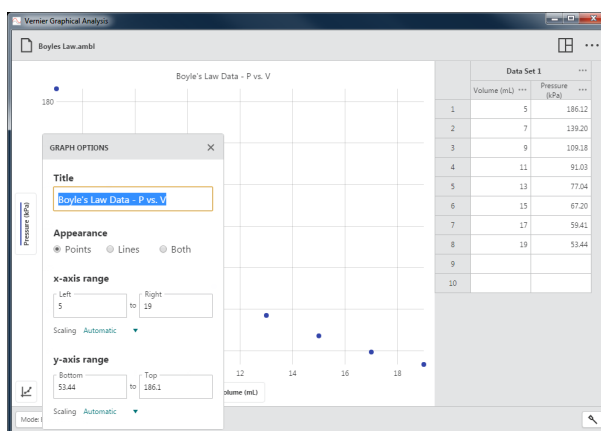 Vernier Graphical Analysis
Boyles Law.ambl
Boyle's Law Data - P vs. V
180
Pressure (kPa)
12 14 16 18
olume (mL)
GRAPH OPTIONS
Title
Boyle's Law Data - P vs. V
Appearance
Points Lines Both
x-axis range
Left Right
5 to 19
Scaling Automatic
y-axis range
Bottom Top
53.44 to 186.1
Scaling Automatic
Mode:
Data Set 1
Volume (mL) Pressure (kPa)
1 5 186.12
2 7 139.20
3 9 109.18
4 11 91.03
5 13 77.04
6 15 67.20
7 17 59.41
8 19 53.44
9
10